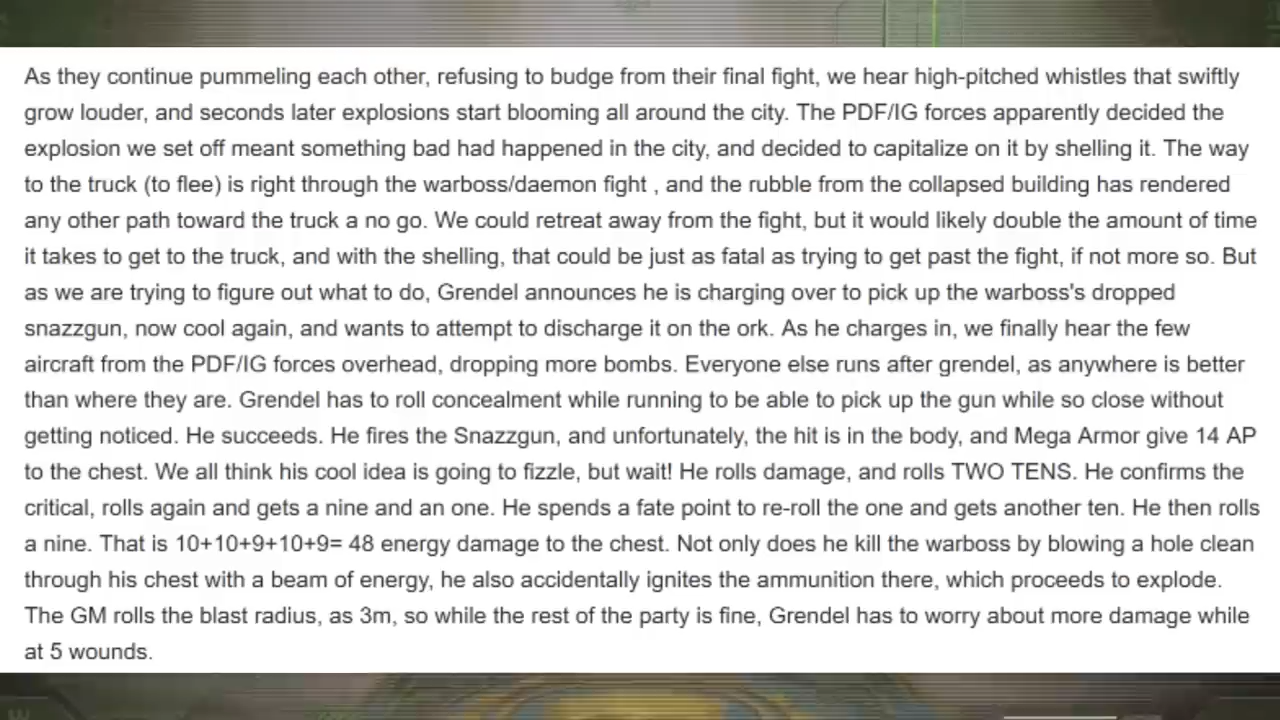 As they continue pummeling each other, refusing to budge from their final fight, we hear high-pitched whistles that swiftly
grow louder, and seconds later explosions start blooming all around the city. The PDF/IG forces apparently decided the
explosion we set off meant something bad had happened in the city, and decided to capitalize on it by shelling it. The way
to the truck (to flee) is right through the warboss/daemon fight , and the rubble from the collapsed building has rendered
any other path toward the truck a no go. We could retreat away from the fight, but it would likely double the amount of time
it takes to get to the truck, and with the shelling, that could be just as fatal as trying to get past the fight, if not more so. But
as we are trying to figure out what to do, Grendel announces he is charging over to pick up the warboss's dropped
snazzgun, now cool again, and wants to attempt to discharge it on the ork. As he charges in, we finally hear the few
aircraft from the PDF/IG forces overhead, dropping more bombs. Everyone else runs after grendel, as anywhere is better
than where they are. Grendel has to roll concealment while running to be able to pick up the gun while so close without
getting noticed. He succeeds. He fires the Snazzgun, and unfortunately, the hit is in the body, and Mega Armor give 14 AP
to the chest. We all think his cool idea is going to fizzle, but wait! He rolls damage, and rolls TWO TENS. He confirms the
critical, rolls again and gets a nine and an one. He spends a fate point to re-roll the one and gets another ten. He then rolls
a nine. That is 10+10+9+10+9= 48 energy damage to the chest. Not only does he kill the warboss by blowing a hole clean
through his chest with a beam of energy, he also accidentally ignites the ammunition there, which proceeds to explode.
The GM rolls the blast radius, as 3m, so while the rest of the party is fine, Grendel has to worry about more damage while
at 5 wounds.